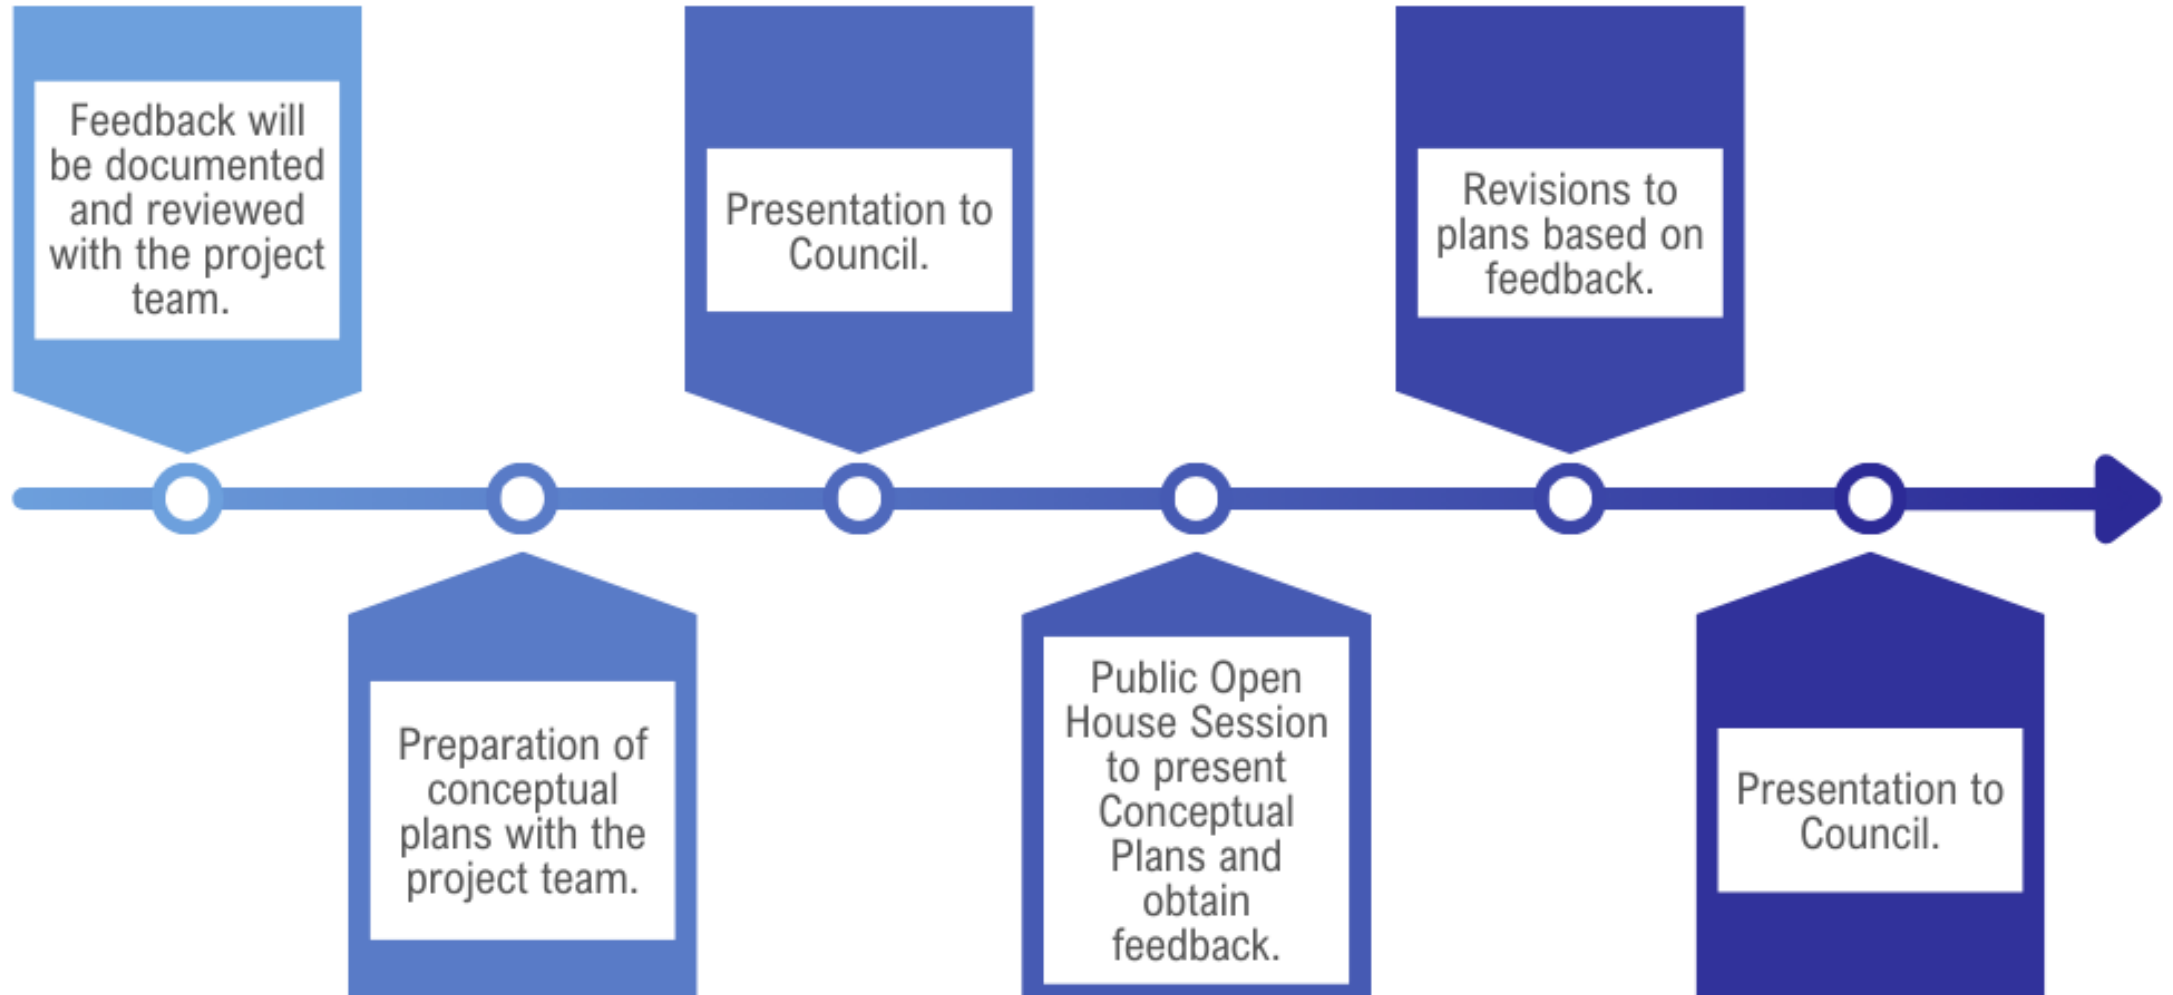 Feedback will
be documented
and reviewed
with the project
team.
Preparation of
conceptual
plans with the
project team.
Presentation to
Council.
Public Open
House Session
to present
Conceptual
Plans and
obtain
feedback.
Revisions to
plans based on
feedback.
Presentation to
Council.